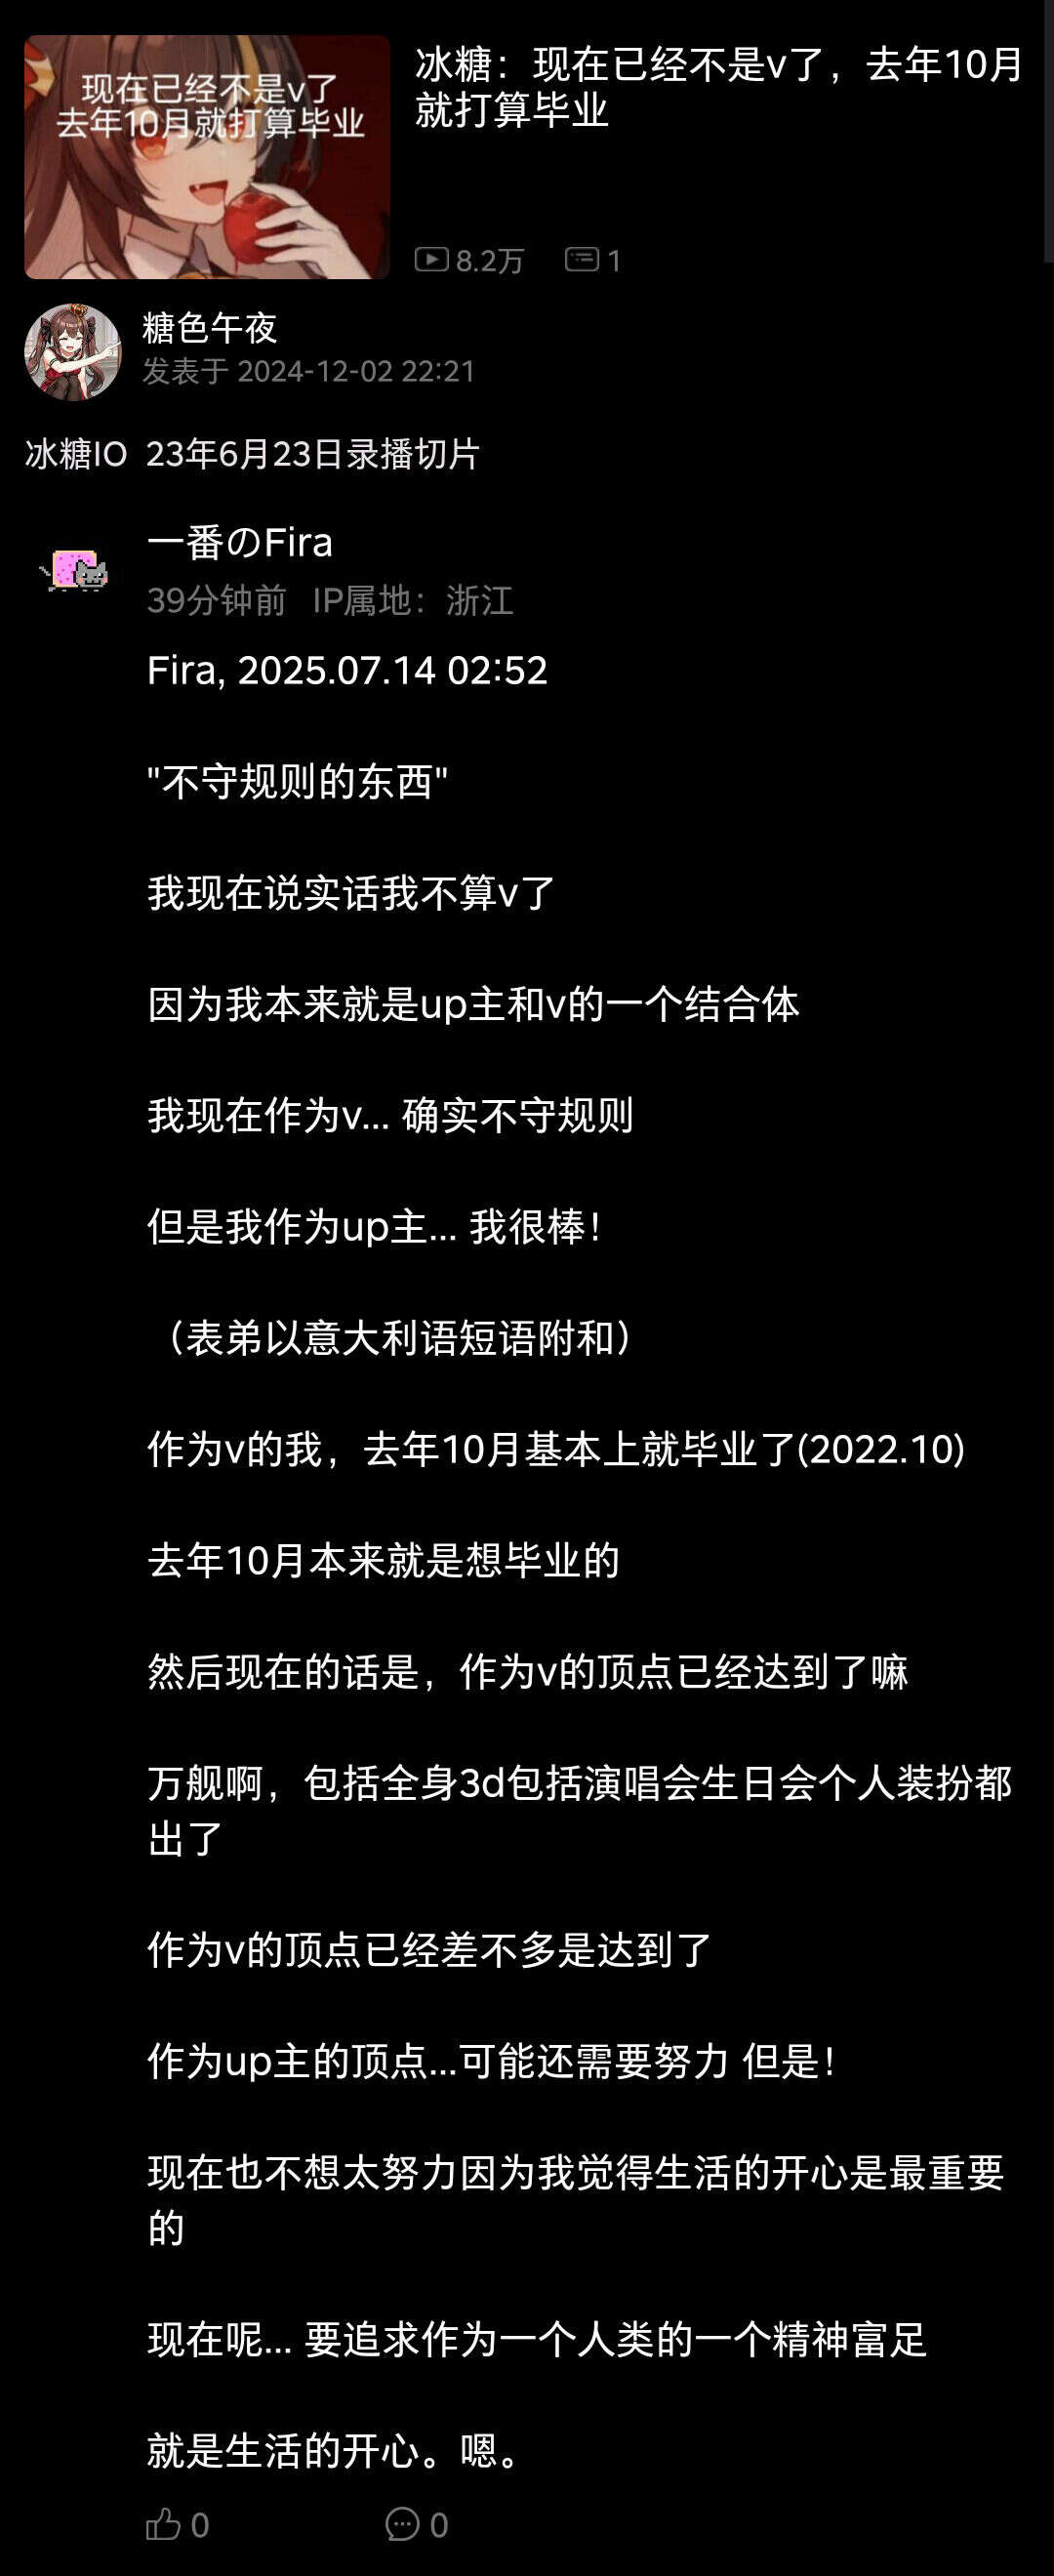 现在已经不是v了
去年10月就打算毕业
冰糖：现在已经不是v了，去年10月
就打算毕业
8.2万 1
糖色午夜
发表于 2024-12-02 22:21
冰糖IO 23年6月23日录播切片
一番のFira
39分钟前 IP属地：浙江
Fira, 2025.07.14 02:52
"不守规则的东西"
我现在说实话我不算v了
因为我本来就是up主和v的一个结合体
我现在作为v... 确实不守规则
但是我作为up主... 我很棒！
（表弟以意大利语短语附和）
作为v的我，去年10月基本上就毕业了(2022.10)
去年10月本来就是想毕业的
然后现在的话是，作为v的顶点已经达到了嘛
万舰啊，包括全身3d包括演唱会生日会个人装扮都
出了
作为v的顶点已经差不多是达到了
作为up主的顶点...可能还需要努力 但是！
现在也不想太努力因为我觉得生活的开心是最重要
的
现在呢... 要追求作为一个人类的一个精神富足
就是生活的开心。嗯。
0 0